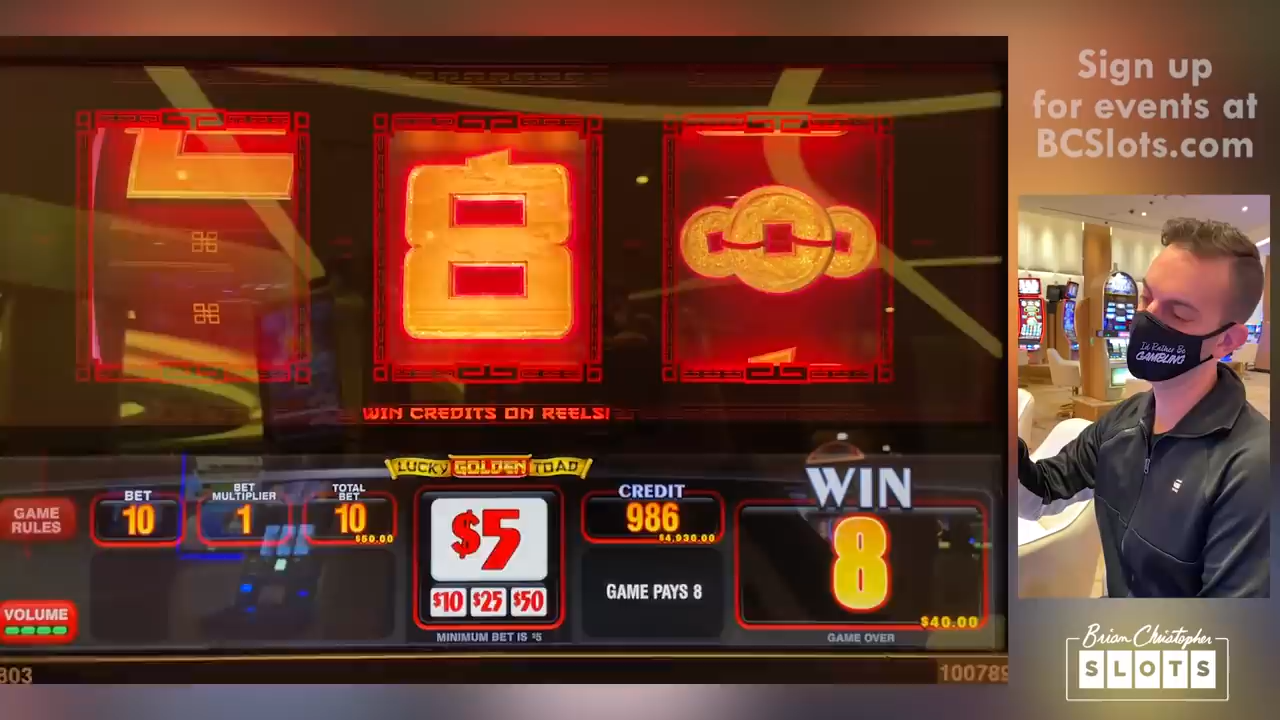 Sign up
for events at
BCSlots.com
8
WIN CREDITS ON REELS!
LUCKY GOLDEN TOAD
GAME
RULES
BET
10
BET
MULTIPLIER
1
TOTAL
BET
10
$50.00
$5
$10 $25 $50
MINIMUM BET IS $5
CREDIT
986
$4,930.00
GAME PAYS 8
WIN
8
$40.00
GAME OVER
VOLUME
803
100789
I'd Rather Be
GAMBLING
Brian Christopher
SLOTS